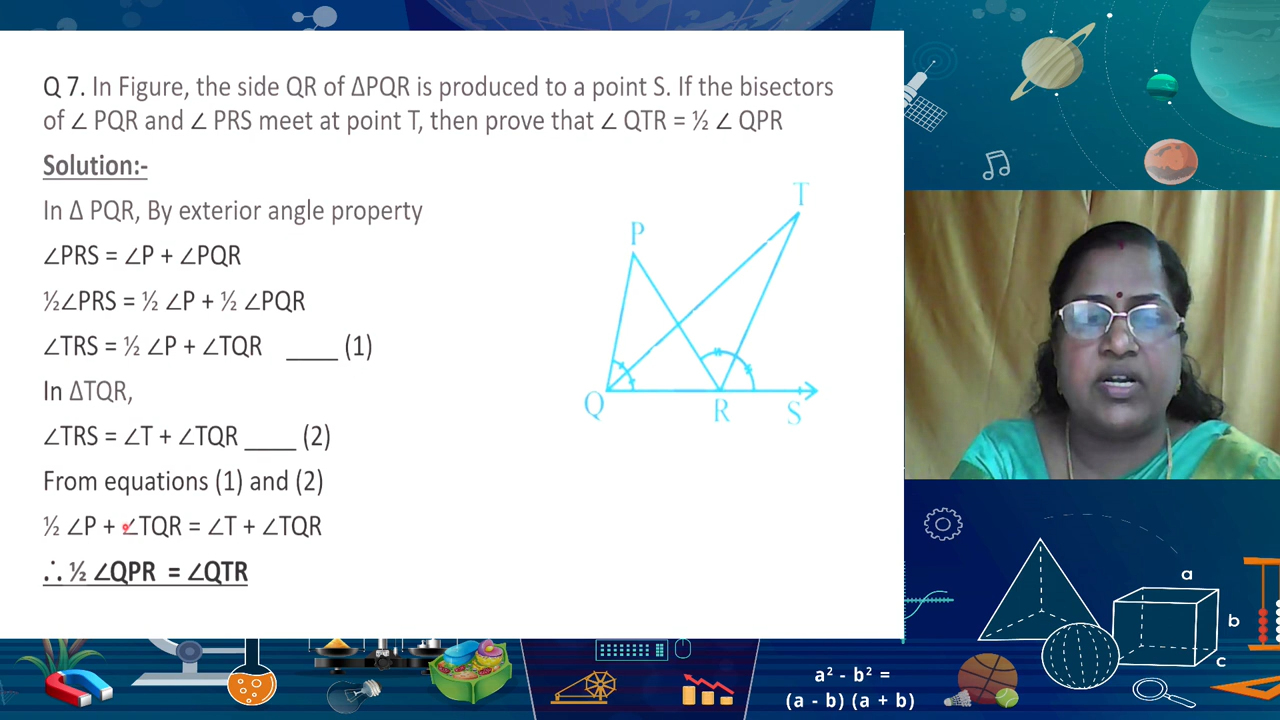 Q 7. In Figure, the side QR of ΔPQR is produced to a point S. If the bisectors
of ∠ PQR and ∠ PRS meet at point T, then prove that ∠ QTR = ½ ∠ QPR
Solution:-
In Δ PQR, By exterior angle property
∠PRS = ∠P + ∠PQR
½∠PRS = ½ ∠P + ½ ∠PQR
∠TRS = ½ ∠P + ∠TQR ____ (1)
In ΔTQR,
∠TRS = ∠T + ∠TQR ____ (2)
From equations (1) and (2)
½ ∠P + ∠TQR = ∠T + ∠TQR
∴ ½ ∠QPR = ∠QTR
T
P
Q
R
S
a
b
c
a² - b² =
(a - b) (a + b)